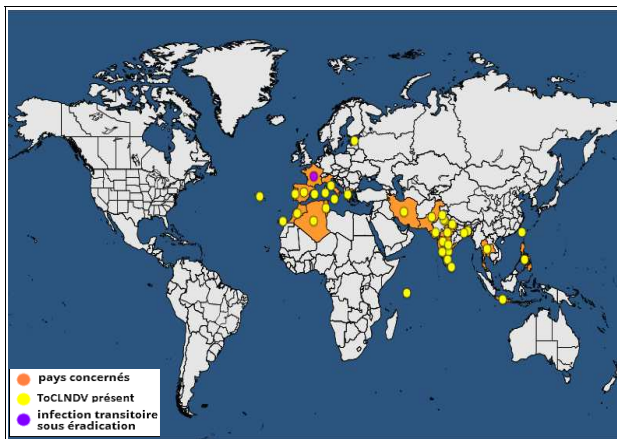 pays concernés
ToCLNDV présent
infection transitoire
sous éradication